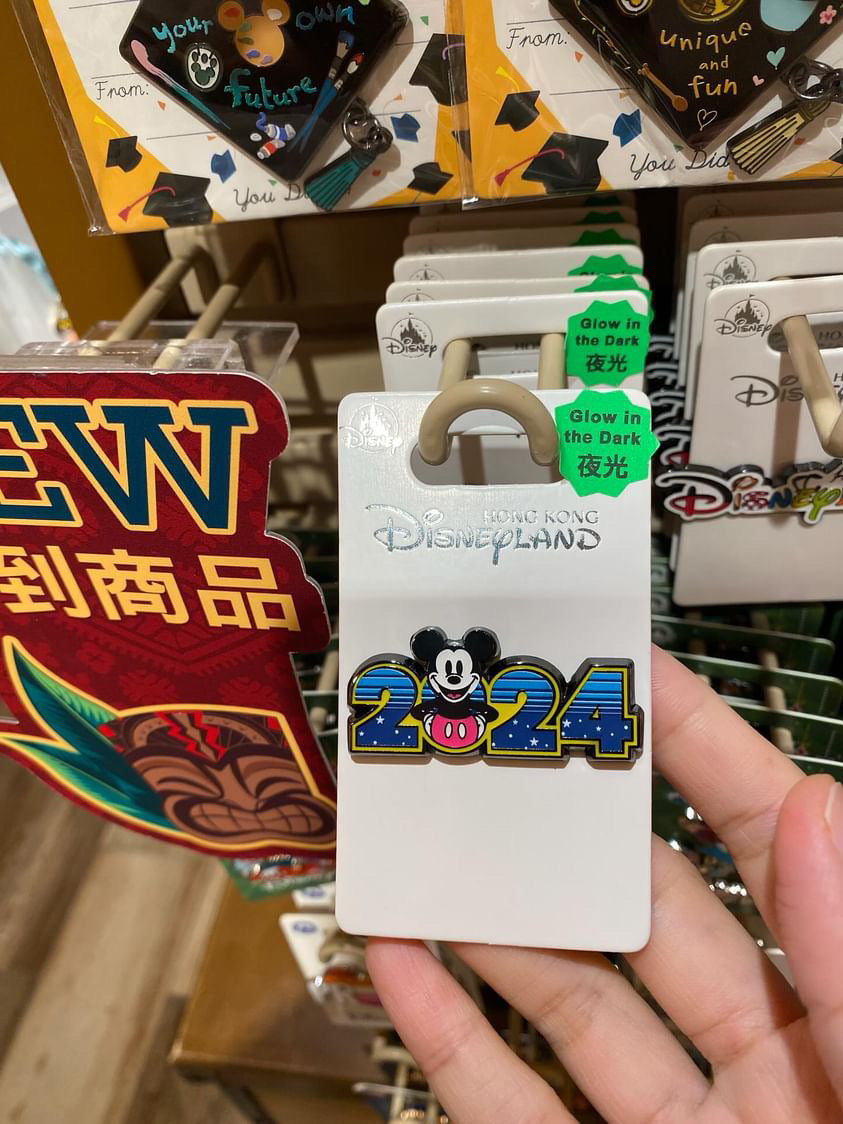 your own
future
From:
You D
unique
and
fun
From:
You Did
Disney
Glow in
the Dark
夜光
Disney
Glow in
the Dark
夜光
HONG KONG
DISNEYLAND
2024
EW
到商品
Disney
Disney